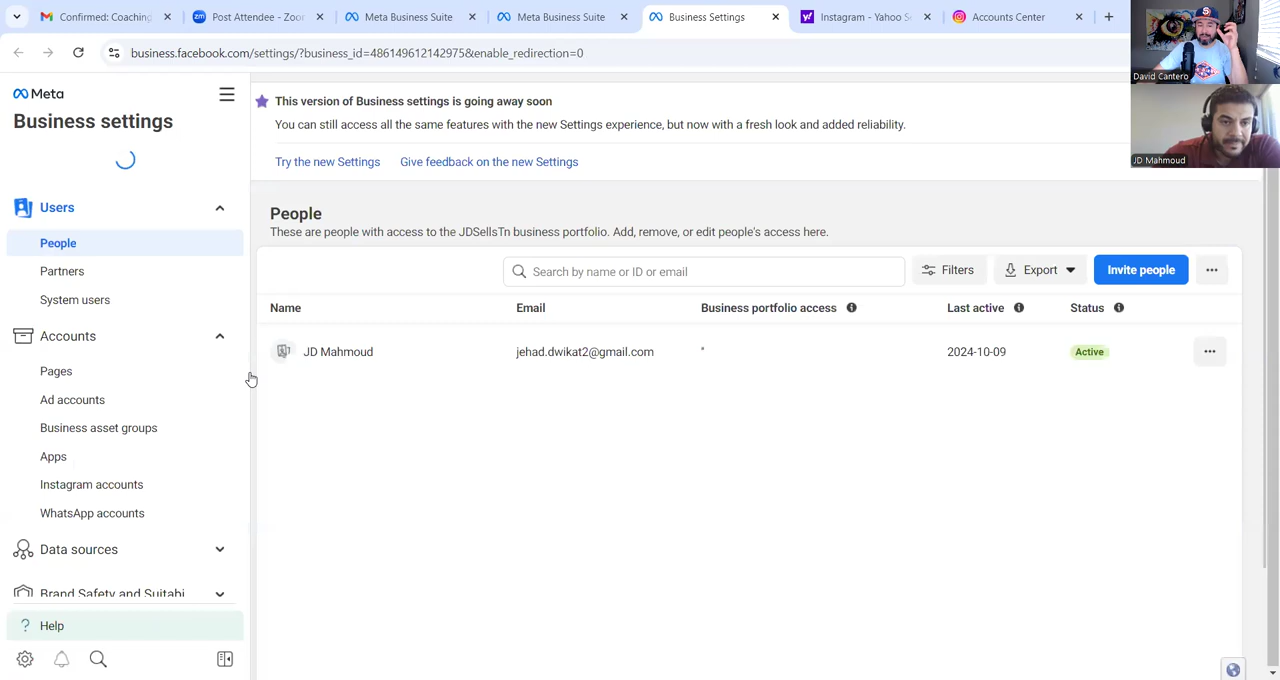 Confirmed: Coaching
Post Attendee - Zoom
Meta Business Suite
Meta Business Suite
Business Settings
Instagram - Yahoo
Accounts Center
business.facebook.com/settings/?business_id=486149612142975&enable_redirection=0
David Cantero
JD Mahmoud
Meta
Business settings
Users
People
Partners
System users
Accounts
Pages
Ad accounts
Business asset groups
Apps
Instagram accounts
WhatsApp accounts
Data sources
Brand Safety and Suitabi
Help
This version of Business settings is going away soon
You can still access all the same features with the new Settings experience, but now with a fresh look and added reliability.
Try the new Settings Give feedback on the new Settings
People
These are people with access to the JDSellsTn business portfolio. Add, remove, or edit people's access here.
Search by name or ID or email Filters Export Invite people
Name Email Business portfolio access Last active Status
JD Mahmoud jehad.dwikat2@gmail.com 2024-10-09 Active